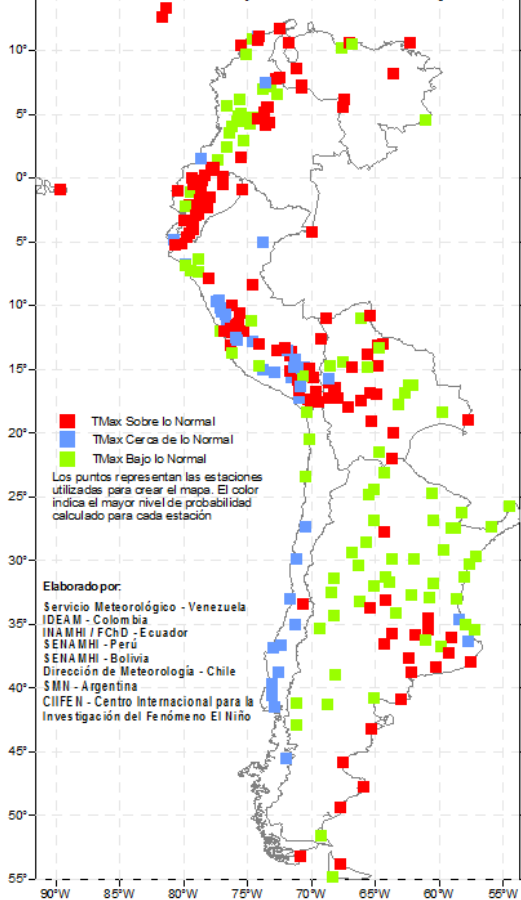 10°
5°
0°
5°
10°
15°
20°
25°
30°
35°
40°
45°
50°
55°
TMax Sobre lo Normal
TMax Cerca de lo Normal
TMax Bajo lo Normal
Los puntos representan las estaciones
utilizadas para crear el mapa. El color
indica el mayor nivel de probabilidad
calculado para cada estación
Elaborado por:
Servicio Meteorológico - Venezuela
IDEAM - Colombia
INAMHI / FChD - Ecuador
SENAMHI - Perú
SENAMHI - Bolivia
Dirección de Meteorología - Chile
SMN - Argentina
CIIFEN - Centro Internacional para la
Investigación del Fenómeno El Niño
90°W 85°W 80°W 75°W 70°W 65°W 60°W 55°W